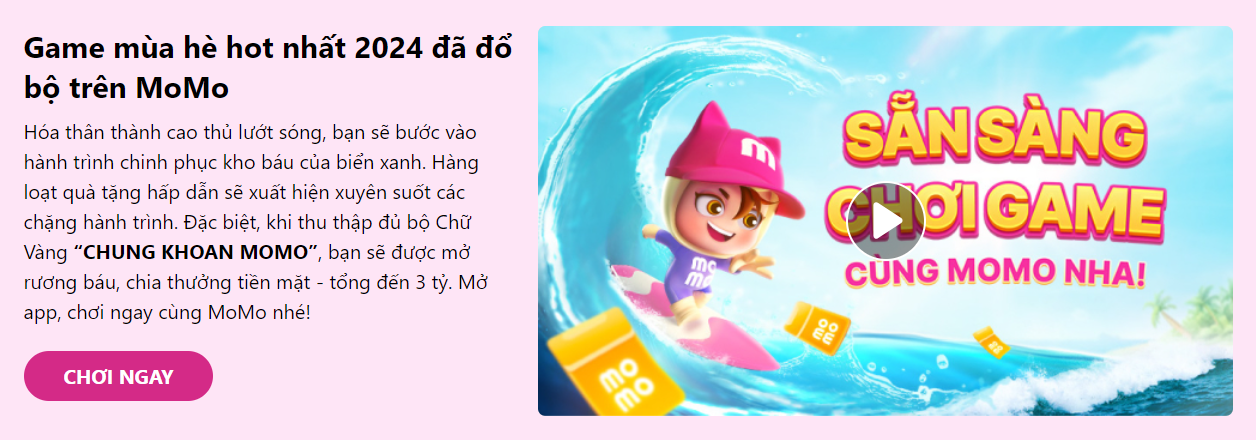 Game mùa hè hot nhất 2024 đã đổ
bộ trên MoMo
Hóa thân thành cao thủ lướt sóng, bạn sẽ bước vào
hành trình chinh phục kho báu của biển xanh. Hàng
loạt quà tặng hấp dẫn sẽ xuất hiện xuyên suốt các
chặng hành trình. Đặc biệt, khi thu thập đủ bộ Chữ
Vàng “CHUNG KHOAN MOMO”, bạn sẽ được mở
rương báu, chia thưởng tiền mặt - tổng đến 3 tỷ. Mở
app, chơi ngay cùng MoMo nhé!
CHƠI NGAY
SẴN SÀNG
CHƠI GAME
CÙNG MOMO NHA!
m
mo
mo
mo
mo
mo
mo
mo
mo